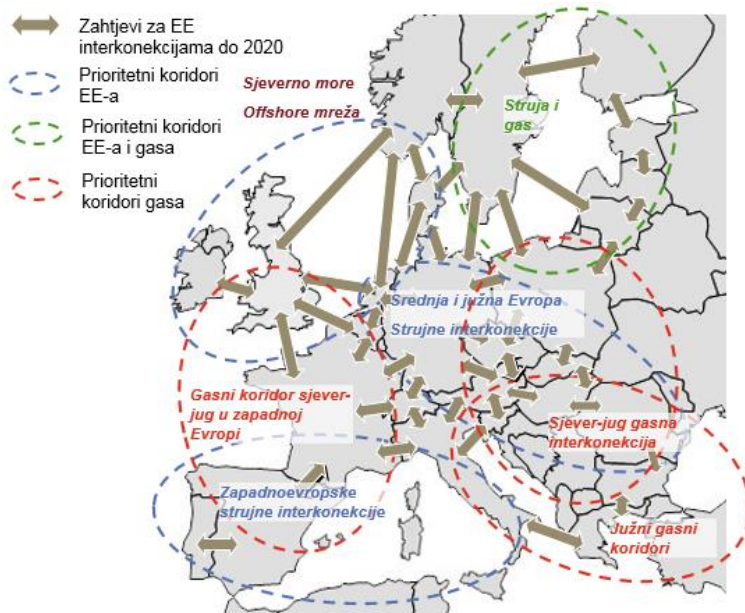 Zahtjevi za EE
interkonekcijama do 2020
Prioritetni koridori
EE-a
Prioritetni koridori
EE-a i gasa
Prioritetni
koridori gasa
Sjeverno more
Offshore mreža
Struja i
gas
Srednja i južna Evropa
Strujne interkonekcije
Gasni koridor sjever-
jug u zapadnoj
Evropi
Sjever-jug gasna
interkonekcija
Zapadnoevropske
strujne interkonekcije
Južni gasni
koridori